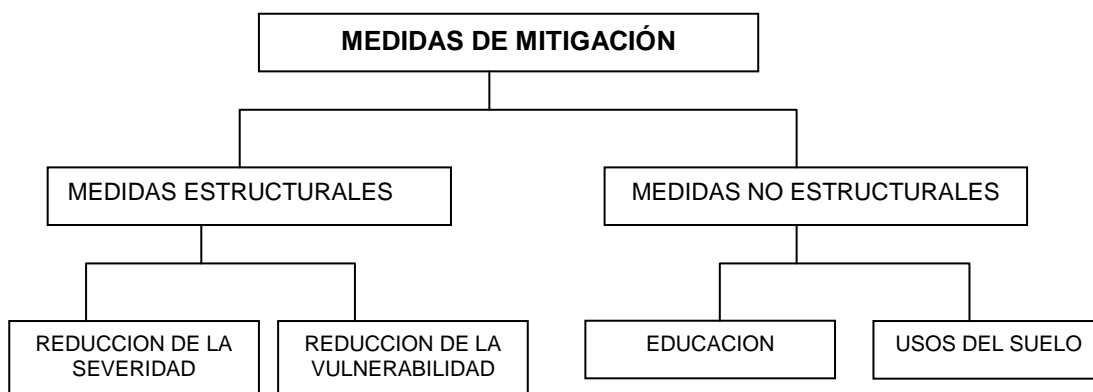 MEDIDAS DE MITIGACIÓN
MEDIDAS ESTRUCTURALES
MEDIDAS NO ESTRUCTURALES
REDUCCION DE LA
SEVERIDAD
REDUCCION DE LA
VULNERABILIDAD
EDUCACION
USOS DEL SUELO